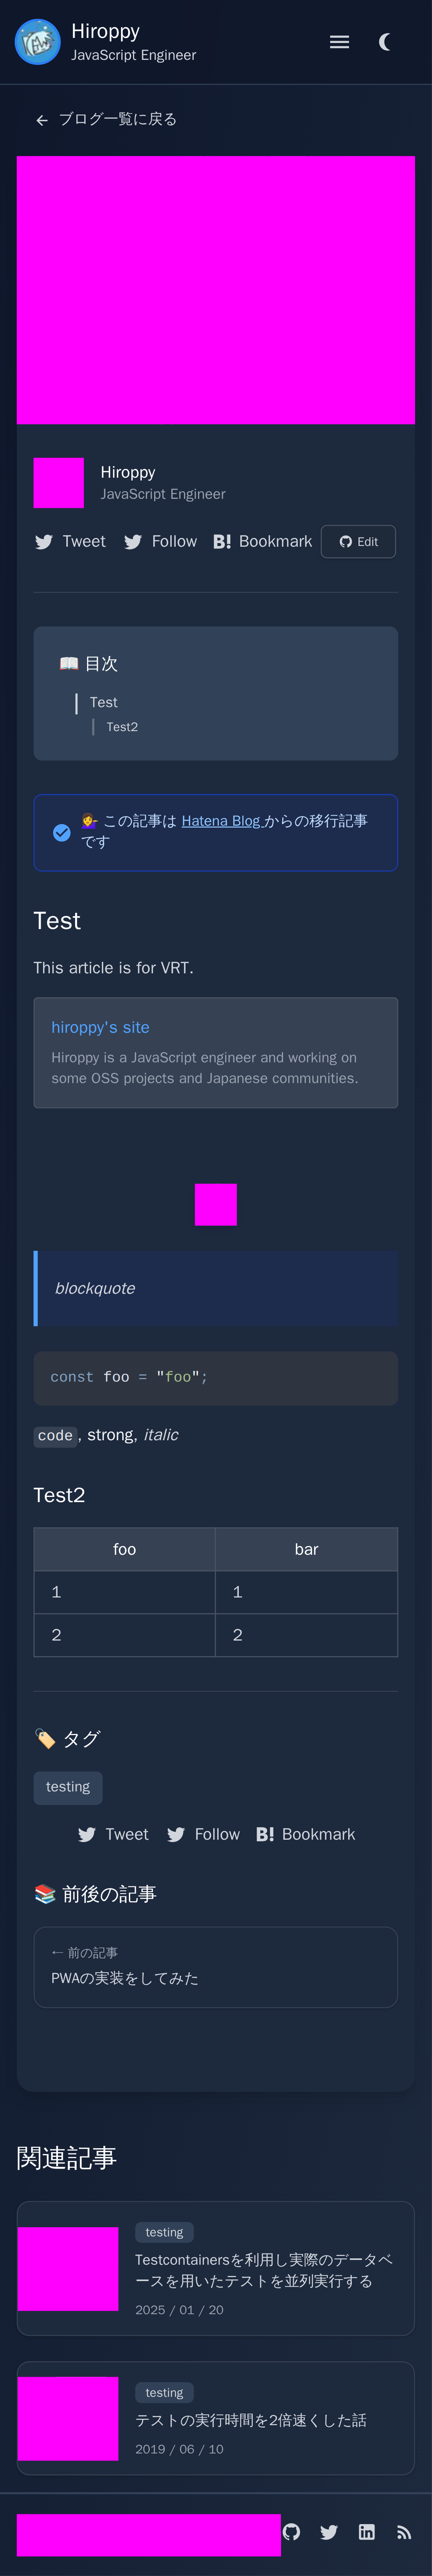 Hiroppy
JavaScript Engineer
← ブログ一覧に戻る
Hiroppy
JavaScript Engineer
Tweet Follow B! Bookmark Edit
📖 目次
Test
Test2
💁‍♀️ この記事は Hatena Blog からの移行記事
です
Test
This article is for VRT.
hiroppy's site
Hiroppy is a JavaScript engineer and working on
some OSS projects and Japanese communities.
blockquote
const foo = "foo";
code, strong, italic
Test2
foo bar
1 1
2 2
🏷️ タグ
testing
Tweet Follow B! Bookmark
📚 前後の記事
← 前の記事
PWAの実装をしてみた
関連記事
testing
Testcontainersを利用し実際のデータベ
ースを用いたテストを並列実行する
2025 / 01 / 20
testing
テストの実行時間を2倍速くした話
2019 / 06 / 10